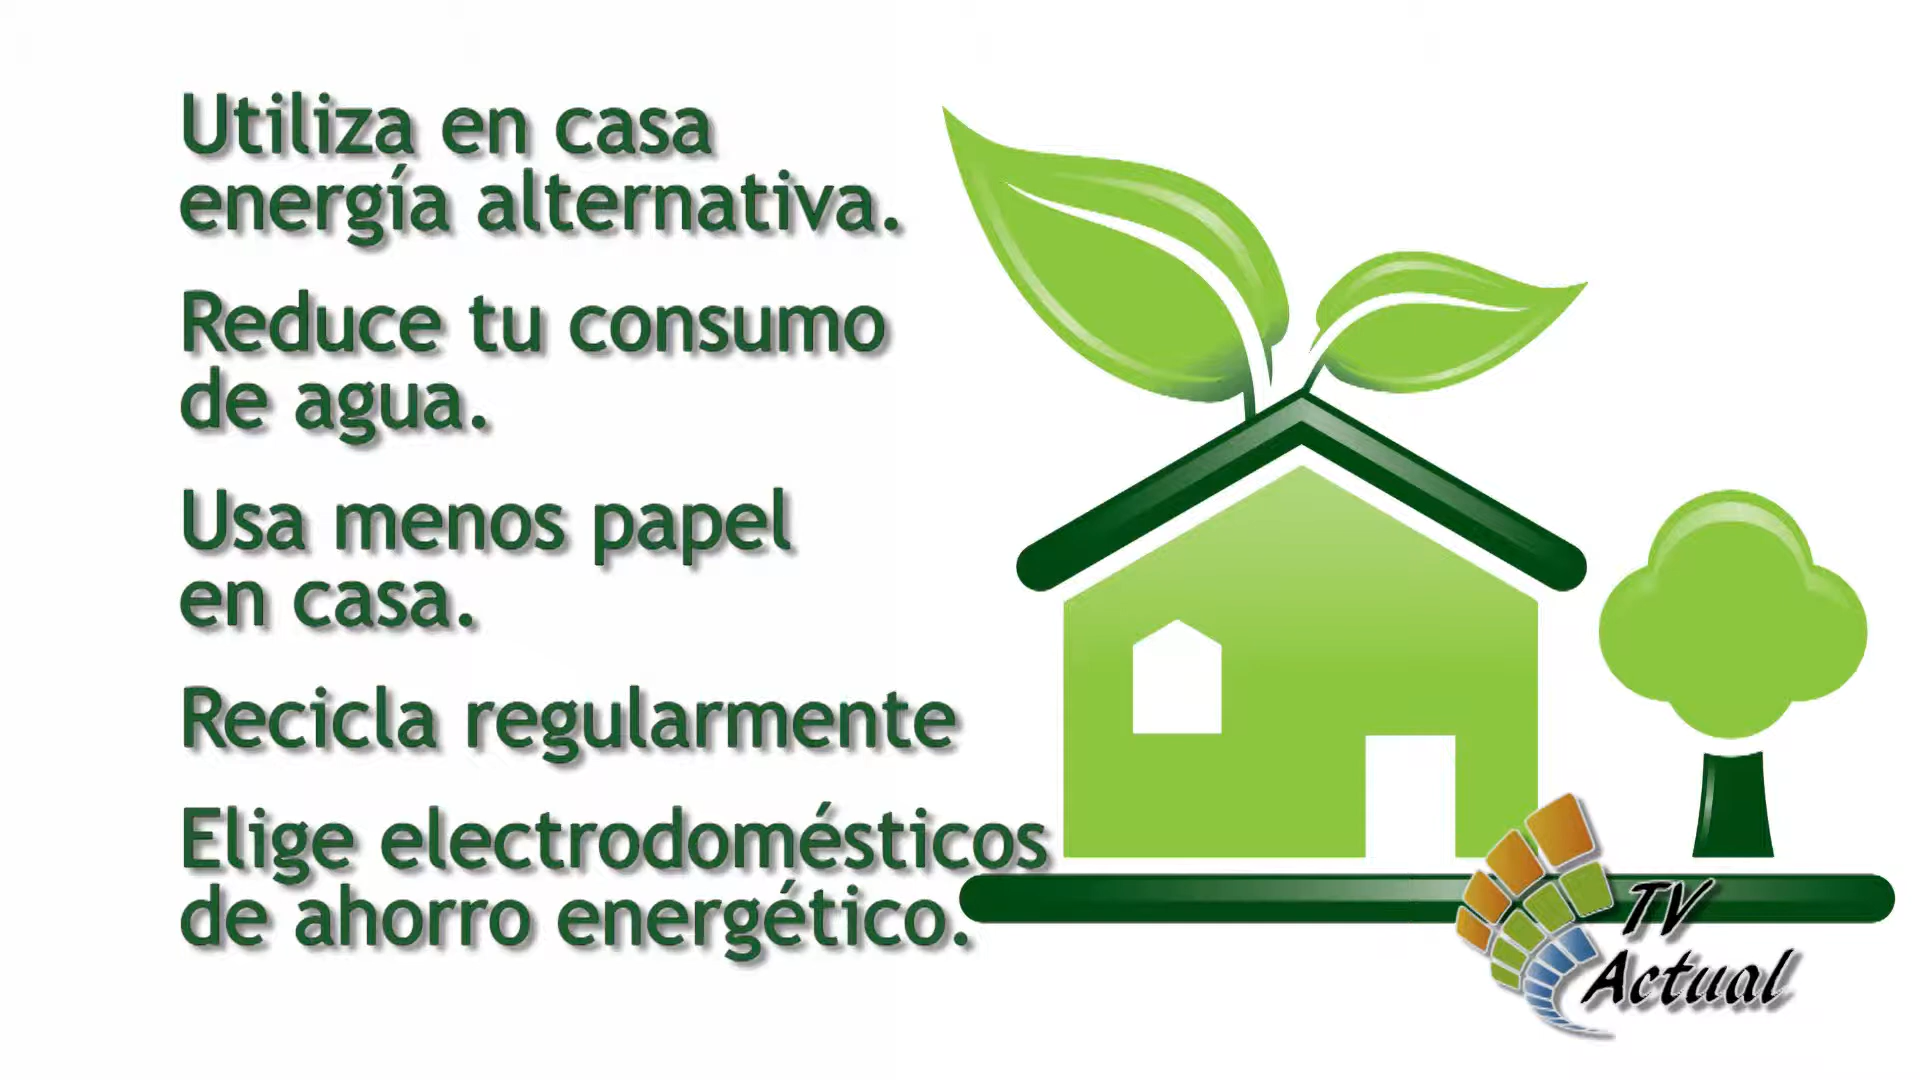 Utiliza en casa
energía alternativa.
Reduce tu consumo
de agua.
Usa menos papel
en casa.
Recicla regularmente
Elige electrodomésticos
de ahorro energético.
TV
Actual